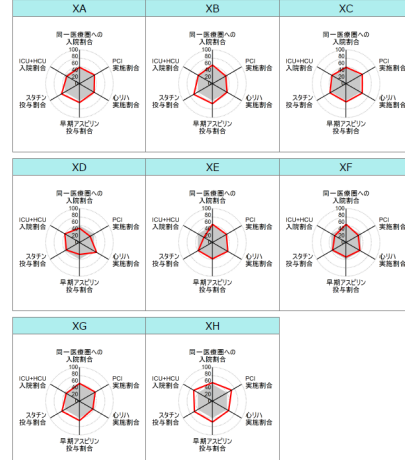 XA
XB
XC
同一医療圏への
入院割合
100
80
60
40
20
0
ICU+HCU
入院割合
PCI
実施割合
スタチン
投与割合
心リハ
実施割合
早期アスピリン
投与割合
同一医療圏への
入院割合
100
80
60
40
20
0
ICU+HCU
入院割合
PCI
実施割合
スタチン
投与割合
心リハ
実施割合
早期アスピリン
投与割合
同一医療圏への
入院割合
100
80
60
40
20
0
ICU+HCU
入院割合
PCI
実施割合
スタチン
投与割合
心リハ
実施割合
早期アスピリン
投与割合
XD
XE
XF
同一医療圏への
入院割合
100
80
60
40
20
0
ICU+HCU
入院割合
PCI
実施割合
スタチン
投与割合
心リハ
実施割合
早期アスピリン
投与割合
同一医療圏への
入院割合
100
80
60
40
20
0
ICU+HCU
入院割合
PCI
実施割合
スタチン
投与割合
心リハ
実施割合
早期アスピリン
投与割合
同一医療圏への
入院割合
100
80
60
40
20
0
ICU+HCU
入院割合
PCI
実施割合
スタチン
投与割合
心リハ
実施割合
早期アスピリン
投与割合
XG
XH
同一医療圏への
入院割合
100
80
60
40
20
0
ICU+HCU
入院割合
PCI
実施割合
スタチン
投与割合
心リハ
実施割合
早期アスピリン
投与割合
同一医療圏への
入院割合
100
80
60
40
20
0
ICU+HCU
入院割合
PCI
実施割合
スタチン
投与割合
心リハ
実施割合
早期アスピリン
投与割合